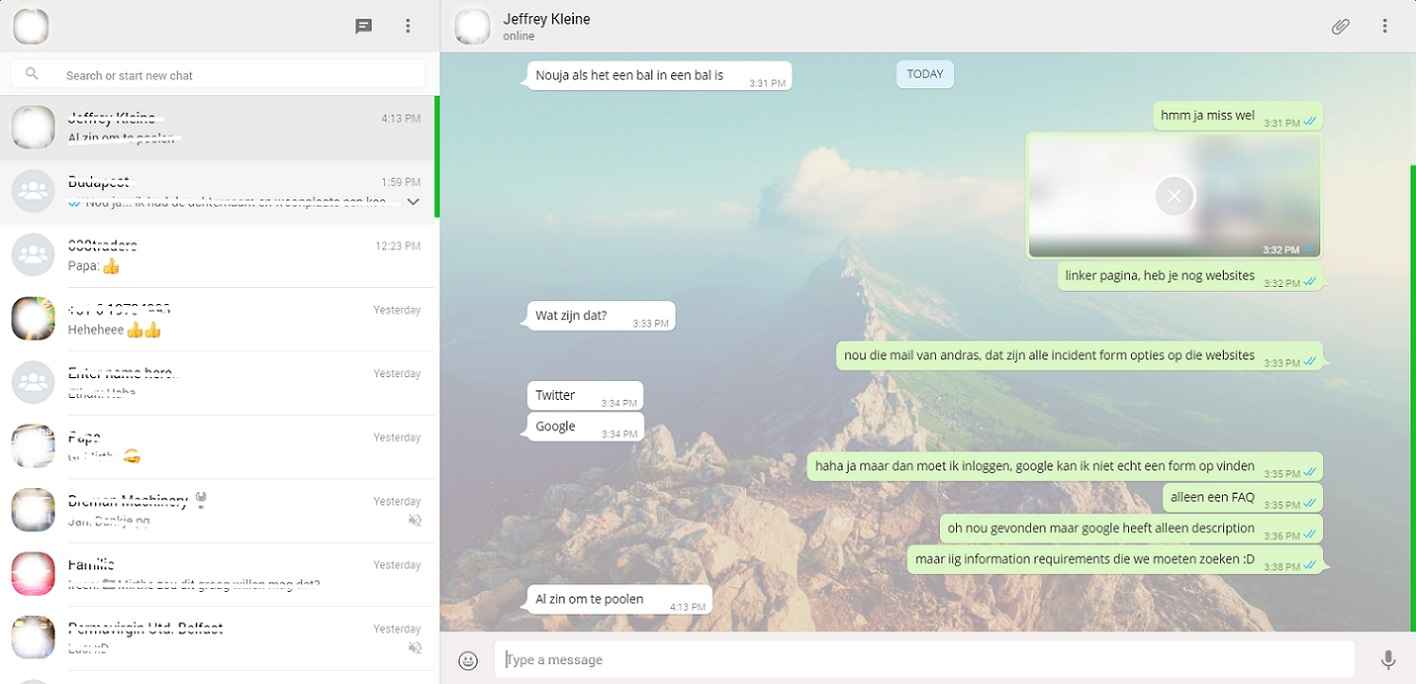 Search or start new chat
Jeffrey Kleine
4:13 PM
Al zin om te poolen
Budapest
1:59 PM
Nou ja... ik had de achternaam en woonplaats een
12:23 PM
Papa: 👍
Yesterday
Heheheee 👍👍
Enter name here..
Yesterday
Ethan: Haha
Yesterday
Breman Machinery
Yesterday
Jan: Dankje
Familie
Yesterday
Mirthe zou dit graag willen mag dat?
Permavirgin Utd. Belfast
Yesterday
Luc: xD
Jeffrey Kleine
online
TODAY
Nouja als het een bal in een bal is
3:31 PM
hmm ja miss wel
3:31 PM
3:32 PM
linker pagina, heb je nog websites
3:32 PM
Wat zijn dat?
3:33 PM
nou die mail van andras, dat zijn alle incident form opties op die websites
3:33 PM
Twitter
3:34 PM
Google
3:34 PM
haha ja maar dan moet ik inloggen, google kan ik niet echt een form op vinden
3:35 PM
alleen een FAQ
3:35 PM
oh nou gevonden maar google heeft alleen description
3:36 PM
maar iig information requirements die we moeten zoeken :D
3:38 PM
Al zin om te poolen
4:13 PM
Type a message